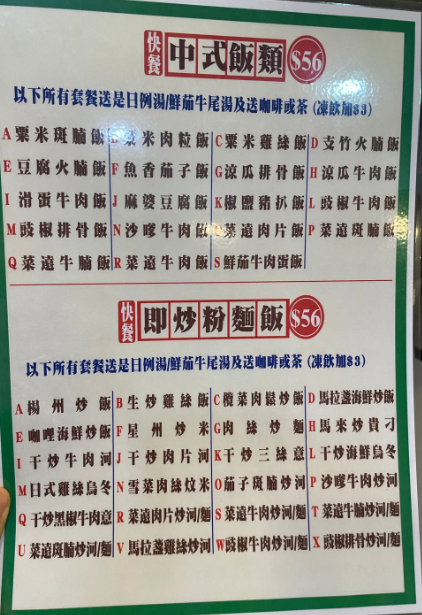 快餐 中式飯類 $56
以下所有套餐送是日例湯/鮮茄牛尾湯及送咖啡或茶 (凍飲加$3)
A 粟米斑腩飯 粟米肉粒飯 C 粟米雞絲飯 D 支竹火腩飯
E 豆腐火腩飯 F 魚香茄子飯 G 涼瓜排骨飯 H 涼瓜牛肉飯
I 滑蛋牛肉飯 J 麻婆豆腐飯 K 椒鹽豬扒飯 L 豉椒牛肉飯
M 豉椒排骨飯 N 沙嗲牛肉飯 菜遠肉片飯 P 菜遠斑腩飯
Q 菜遠牛腩飯 R 菜遠牛肉飯 S 鮮茄牛肉蛋飯
快餐 即炒粉麵飯 $56
以下所有套餐送是日例湯/鮮茄牛尾湯及送咖啡或茶 (凍飲加$3)
A 楊州炒飯 B 生炒雞絲飯 C 欖菜肉鬆炒飯 D 馬拉盞海鮮炒飯
E 咖喱海鮮炒飯 F 星州炒米 G 肉絲炒麵 H 馬來炒貴刁
I 干炒牛肉河 J 干炒肉片河 K 干炒三絲意 L 干炒海鮮烏冬
M 日式雞絲烏冬 N 雪菜肉絲炆米 O 茄子斑腩炒河 P 沙嗲牛肉炒河
Q 干炒黑椒牛肉意 R 菜遠肉片炒河/麵 S 菜遠牛肉炒河/麵 T 菜遠牛腩炒河/麵
U 菜遠斑腩炒河/麵 V 馬拉盞雞絲炒河 W 豉椒牛肉炒河/麵 X 豉椒排骨炒河/麵